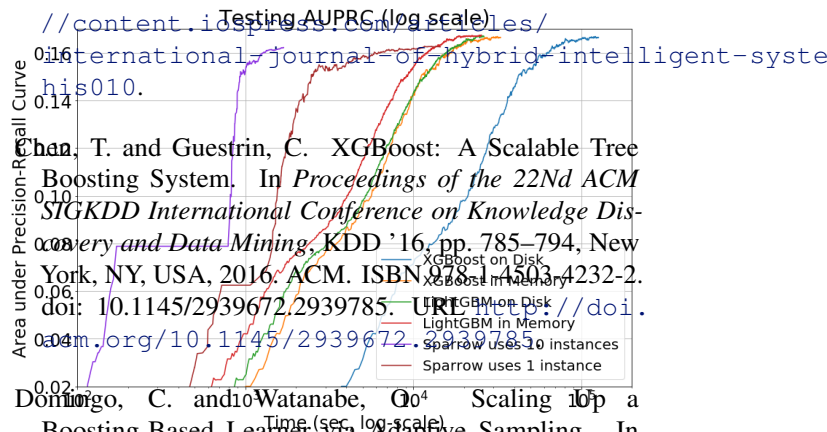 //content.iospress.com/articles/
international-journal-of-hybrid-intelligent-syste
his010.
Chen, T. and Guestrin, C. XGBoost: A Scalable Tree
Boosting System. In Proceedings of the 22Nd ACM
SIGKDD International Conference on Knowledge Dis-
covery and Data Mining, KDD '16, pp. 785–794, New
York, NY, USA, 2016. ACM. ISBN 978-1-4503-4232-2.
doi: 10.1145/2939672.2939785. URL http://doi.
acm.org/10.1145/2939672.2939785.
Domingo, C. and Watanabe, O. Scaling Up a
Boosting-Based Learner via Adaptive Sampling. In
Testing AUPRC (log scale)
Area under Precision-Recall Curve
0.16
0.14
0.12
0.10
0.08
0.06
0.04
0.02
10²
10³
10⁴
10⁵
Time (sec, log-scale)
XGBoost on Disk
XGBoost in Memory
LightGBM on Disk
LightGBM in Memory
Sparrow uses 10 instances
Sparrow uses 1 instance